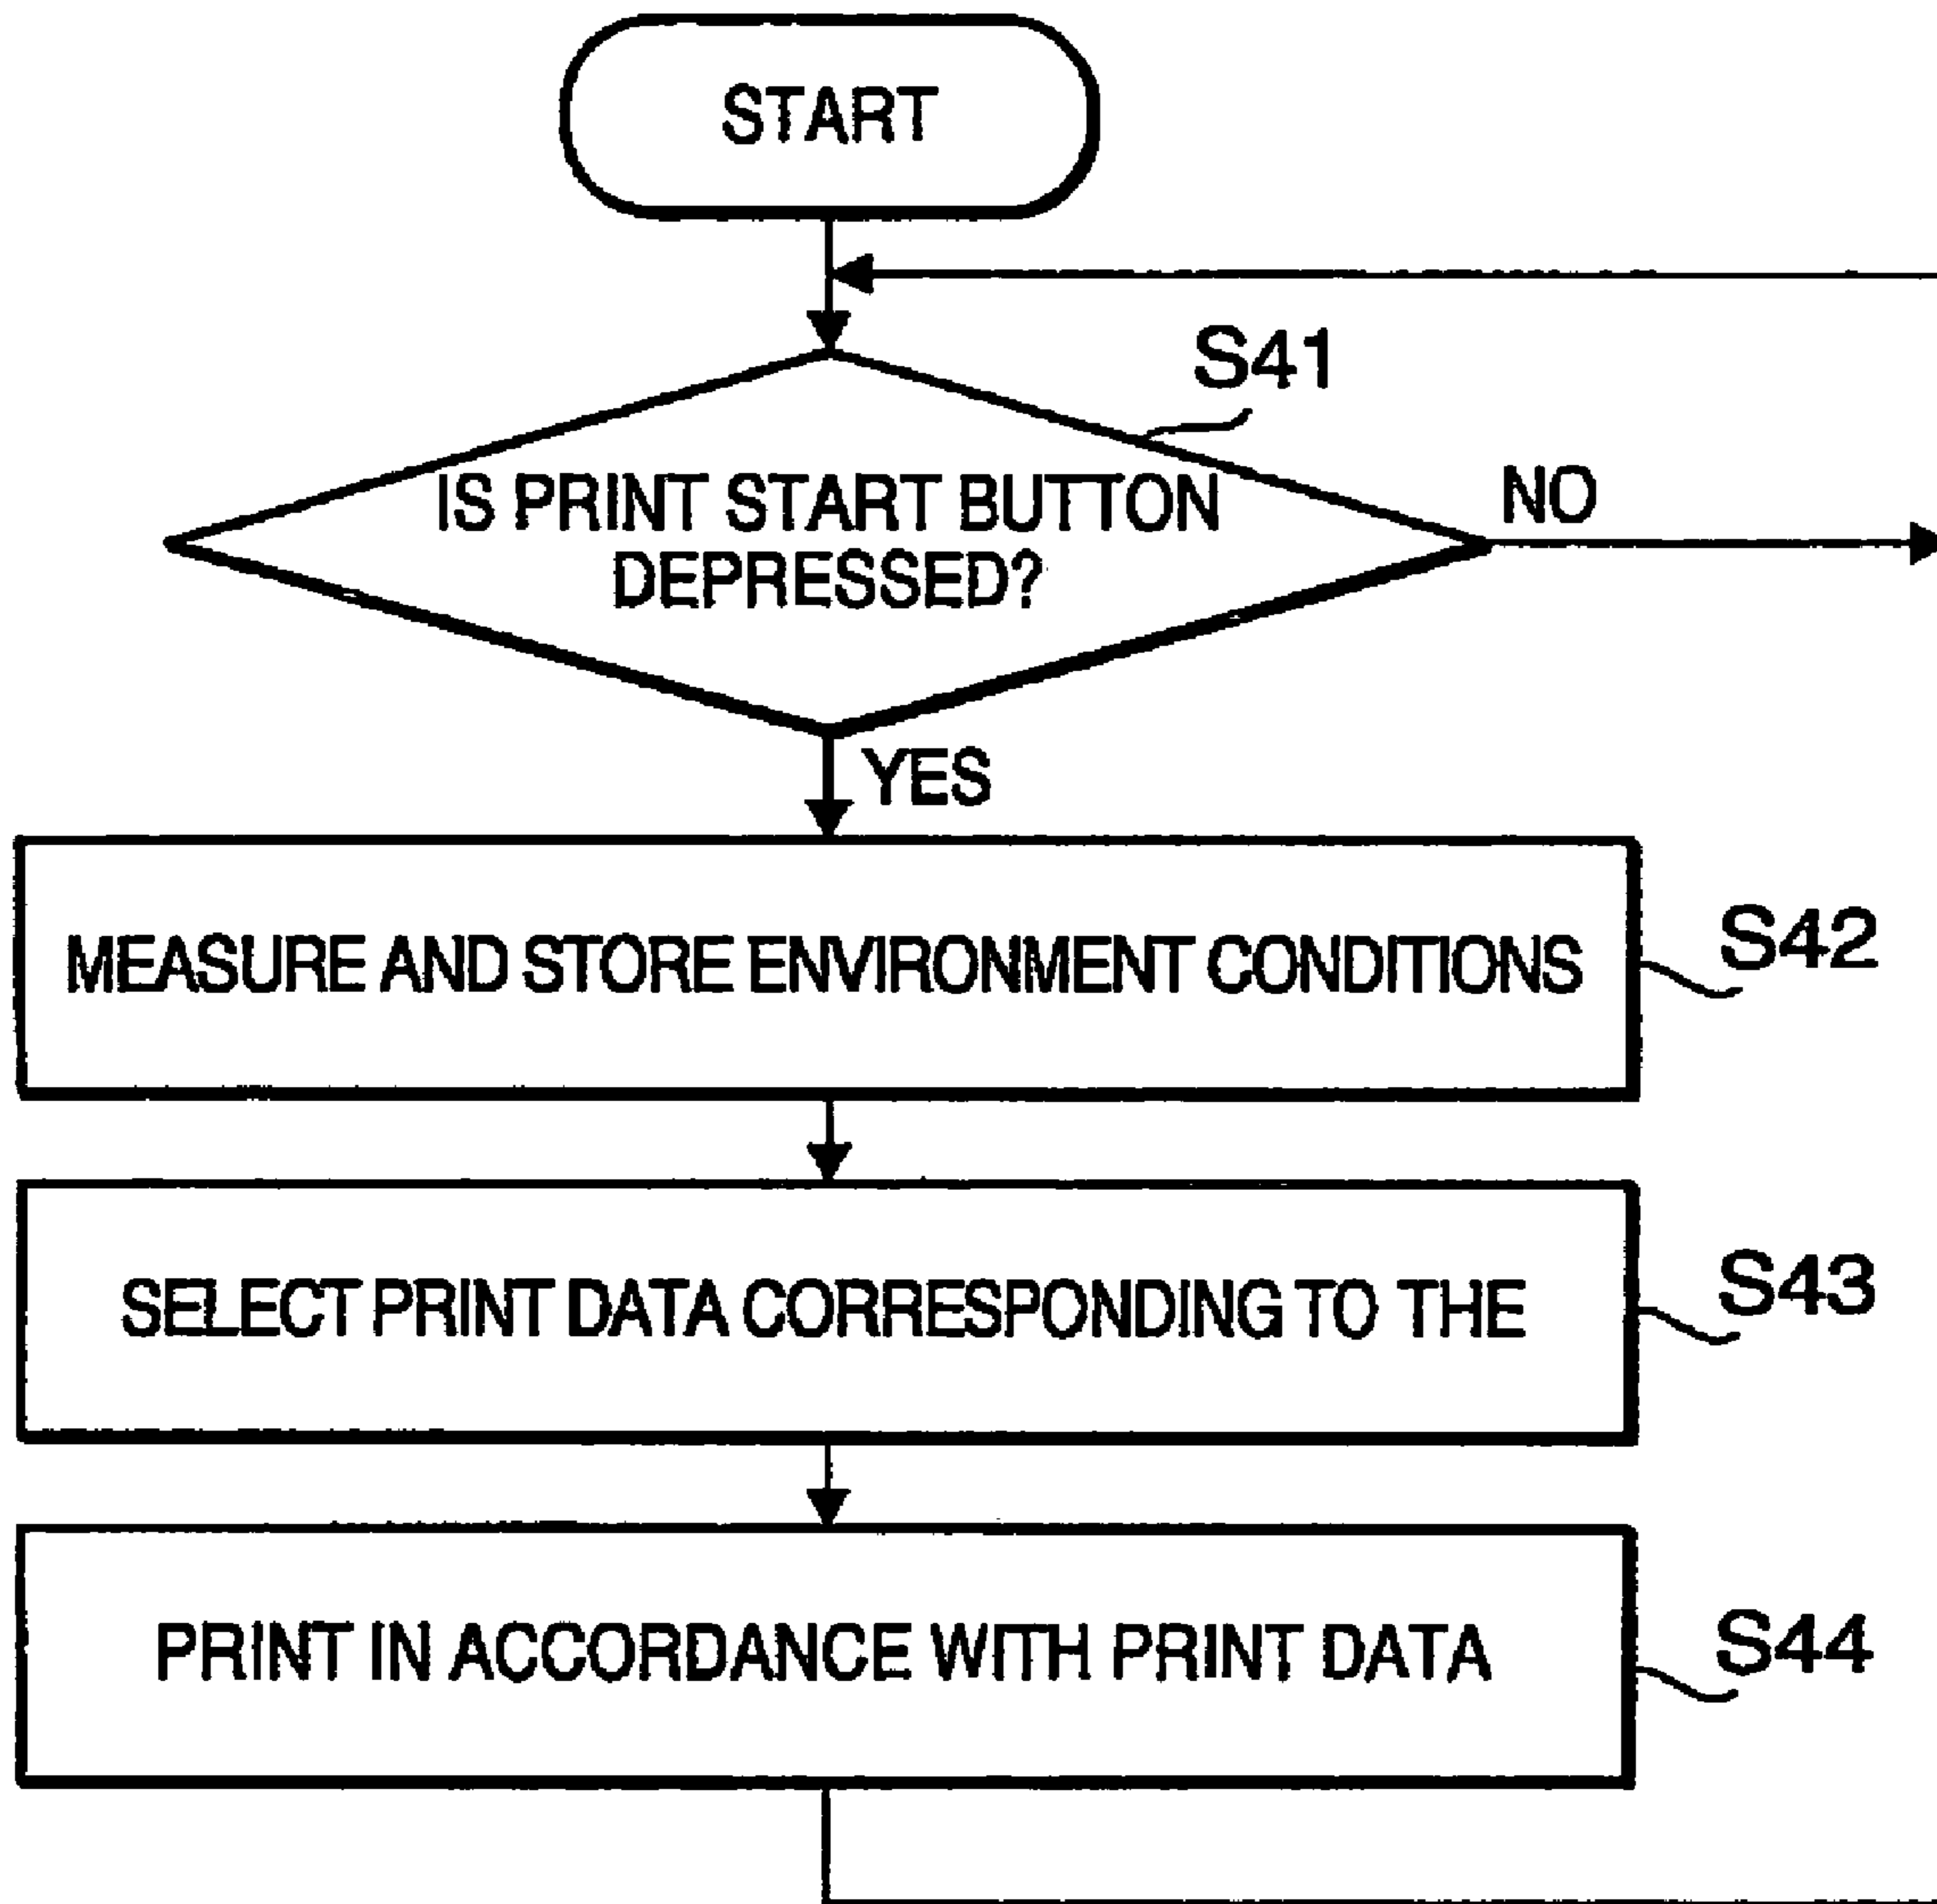 START
S41
IS PRINT START BUTTON
DEPRESSED?
NO
YES
MEASURE AND STORE ENVIRONMENT CONDITIONS
S42
SELECT PRINT DATA CORRESPONDING TO THE
S43
PRINT IN ACCORDANCE WITH PRINT DATA
S44